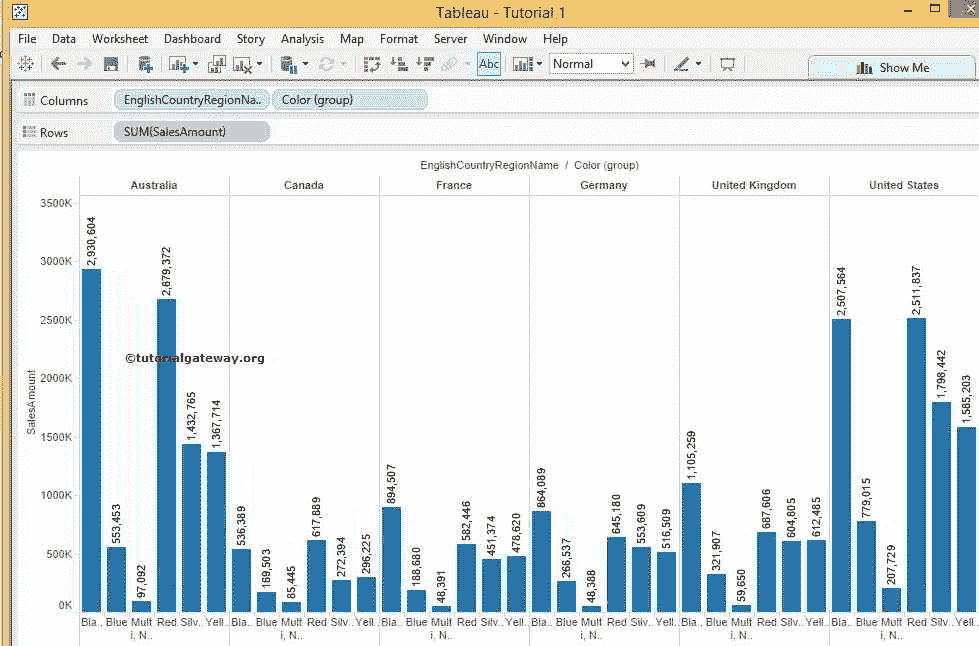 Tableau - Tutorial 1
File Data Worksheet Dashboard Story Analysis Map Format Server Window Help
Abc Normal Show Me
Columns EnglishCountryRegionNa.. Color (group)
Rows SUM(SalesAmount)
EnglishCountryRegionName / Color (group)
Australia Canada France Germany United Kingdom United States
SalesAmount
3500K
3000K
2500K
2000K
1500K
1000K
500K
0K
2,930,604 553,453 97,092 2,679,372 1,432,765 1,367,714
536,389 169,503 85,445 617,889 272,394 296,225
894,507 188,680 48,391 582,446 451,374 478,620
864,089 266,537 48,388 645,180 553,609 516,509
1,105,259 321,907 59,650 687,606 604,805 612,485
2,507,564 779,015 207,729 2,511,837 1,798,442 1,585,203
©tutorialgateway.org
Bla.. Blue Mult Red Silv.. Yell.. Bla.. Blue Mult Red Silv.. Yell.. Bla.. Blue Mult Red Silv.. Yell.. Bla.. Blue Mult Red Silv.. Yell.. Bla.. Blue Mult Red Silv.. Yell.. Bla.. Blue Mult Red Silv.. Yell..
i, N.. i, N.. i, N.. i, N.. i, N.. i, N..